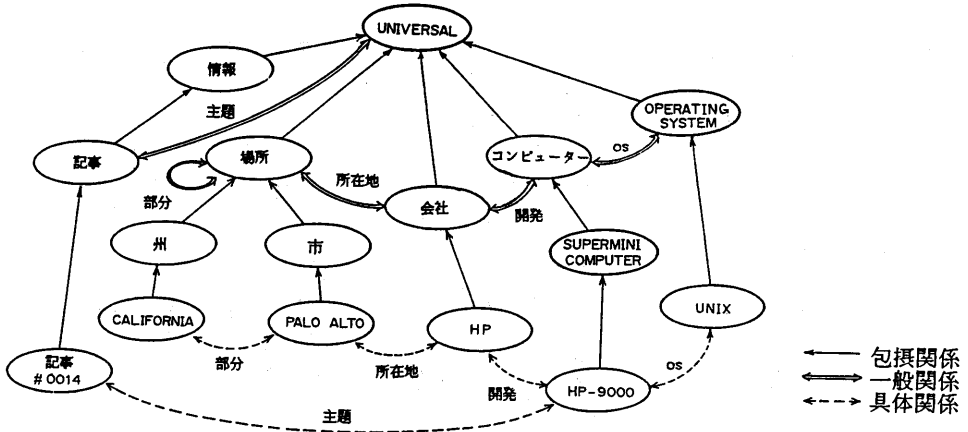 UNIVERSAL
情報
主題
OPERATING
SYSTEM
記事
場所
コンピューター
OS
所在地
部分
会社
開発
州
市
SUPERMINI
COMPUTER
CALIFORNIA
PALO ALTO
HP
UNIX
部分
所在地
OS
記事
#0014
開発
HP-9000
主題
包摂関係
一般関係
具体関係